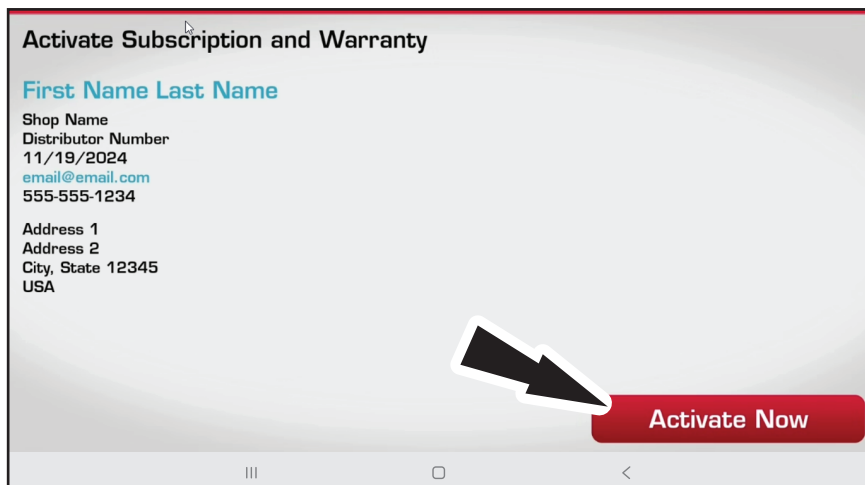 Activate Subscription and Warranty
First Name Last Name
Shop Name
Distributor Number
11/19/2024
email@email.com
555-555-1234
Address 1
Address 2
City, State 12345
USA
Activate Now